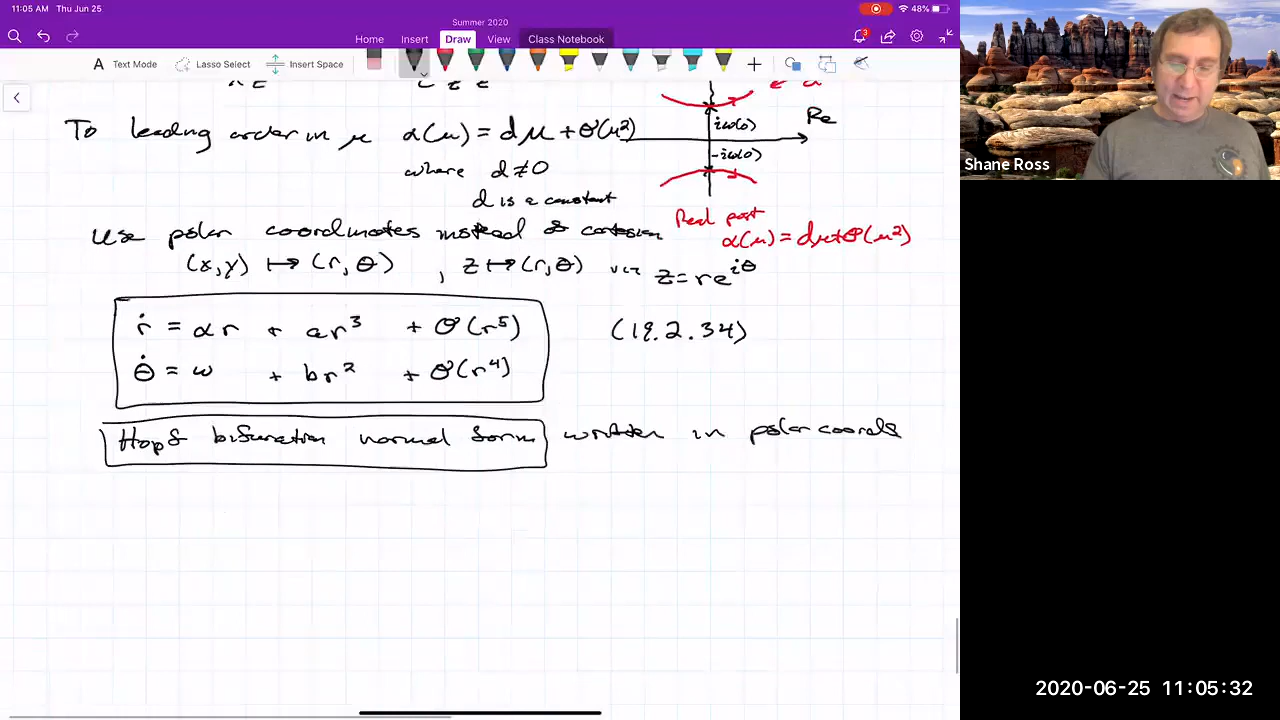 11:05 AM Thu Jun 25
48%
Summer 2020
Home Insert Draw View Class Notebook
3
A Text Mode Lasso Select Insert Space
To leading order in μ α(μ) = dμ + O(μ²)
where d ≠ 0
d is a constant
Re
iω(0)
-iω(0)
Real part
α(μ) = dμ + O(μ²)
Use polar coordinates instead of cartesian
(x,y) ↦ (r,θ) , z ↦ (r,θ) via z = re^{iθ}
ṙ = αr + ar³ + O(r⁵)
(19.2.34)
θ̇ = ω + br² + O(r⁴)
Hopf bifurcation normal form written in polar coords
Shane Ross
2020-06-25 11:05:32